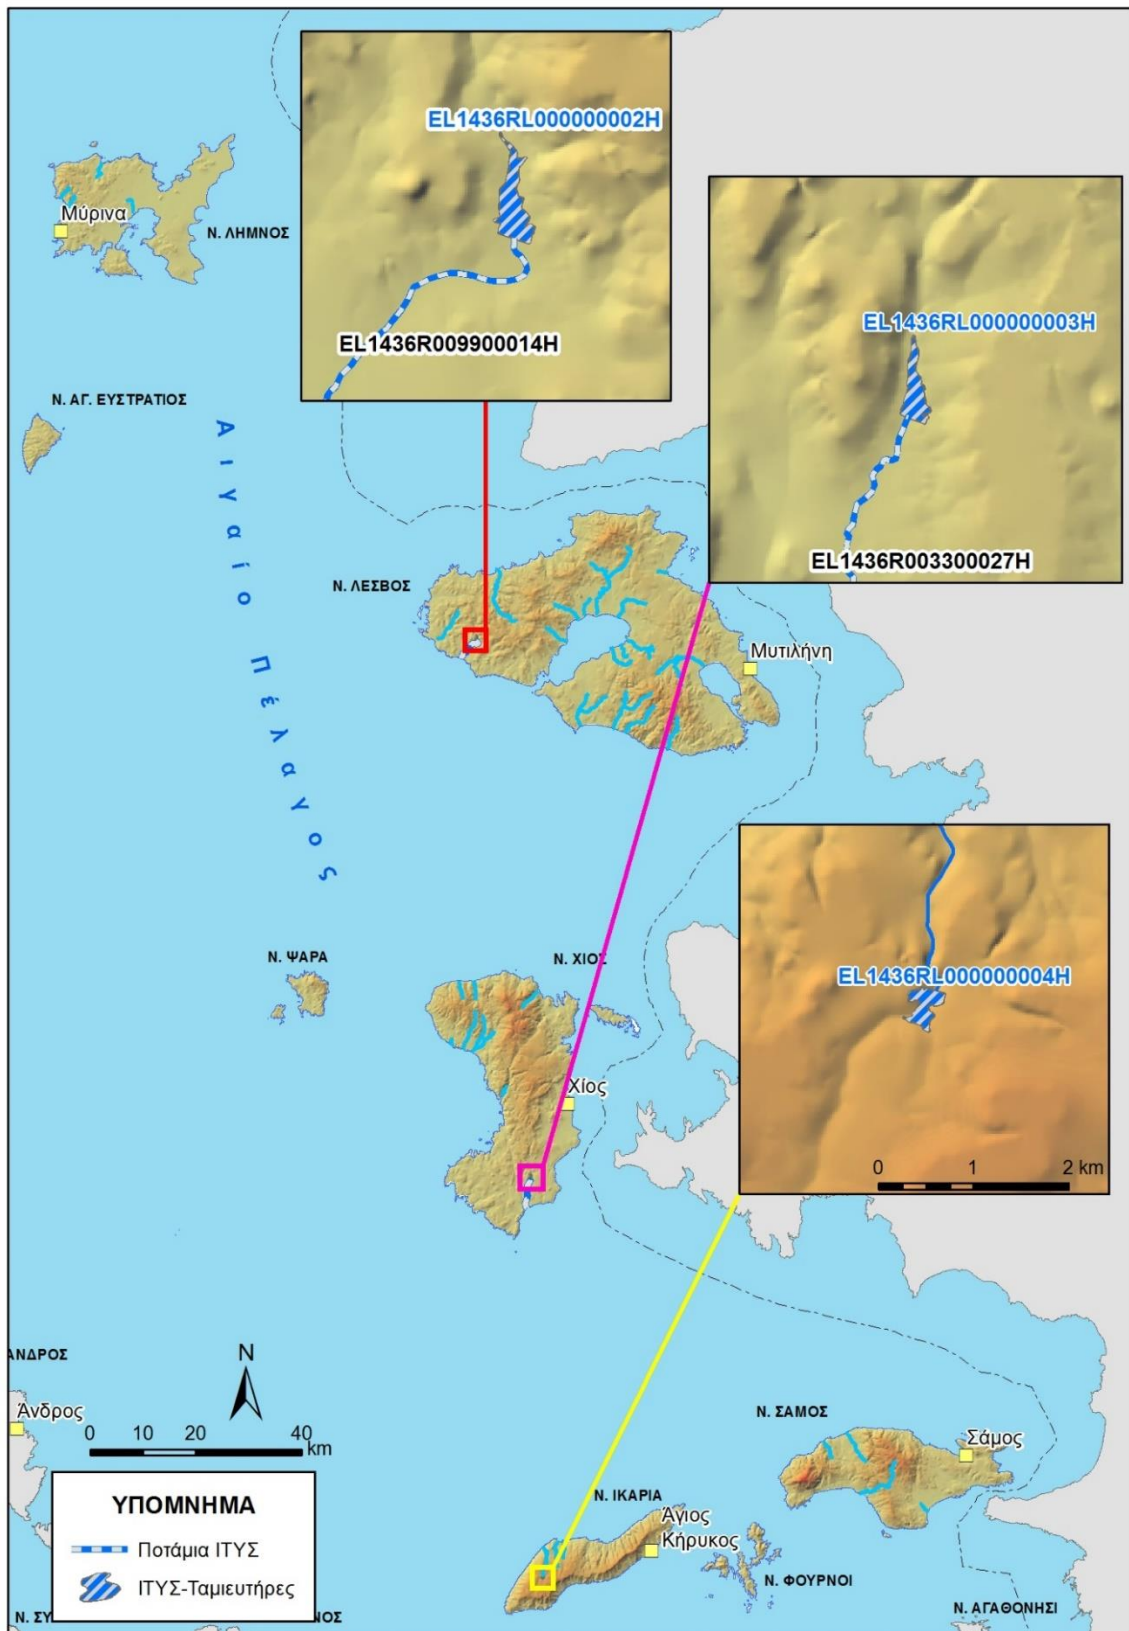 EL1436RL000000002H
EL1436R009900014H
EL1436RL000000003H
EL1436R003300027H
Μύρινα
Ν. ΛΗΜΝΟΣ
Ν. ΑΓ. ΕΥΣΤΡΑΤΙΟΣ
Αιγαίο Πέλαγος
Ν. ΛΕΣΒΟΣ
Μυτιλήνη
EL1436RL000000004H
0 1 2 km
Ν. ΨΑΡΑ
Ν. ΧΙΟΣ
Χίος
ΑΝΔΡΟΣ
Άνδρος
N
0 10 20 40
km
Ν. ΣΑΜΟΣ
Σάμος
Ν. ΙΚΑΡΙΑ
Άγιος
Κήρυκος
Ν. ΦΟΥΡΝΟΙ
Ν. ΑΓΑΘΟΝΗΣΙ
ΥΠΟΜΝΗΜΑ
Ποτάμια ΙΤΥΣ
ΙΤΥΣ-Ταμιευτήρες
Ν. ΣΥ
ΝΟΣ